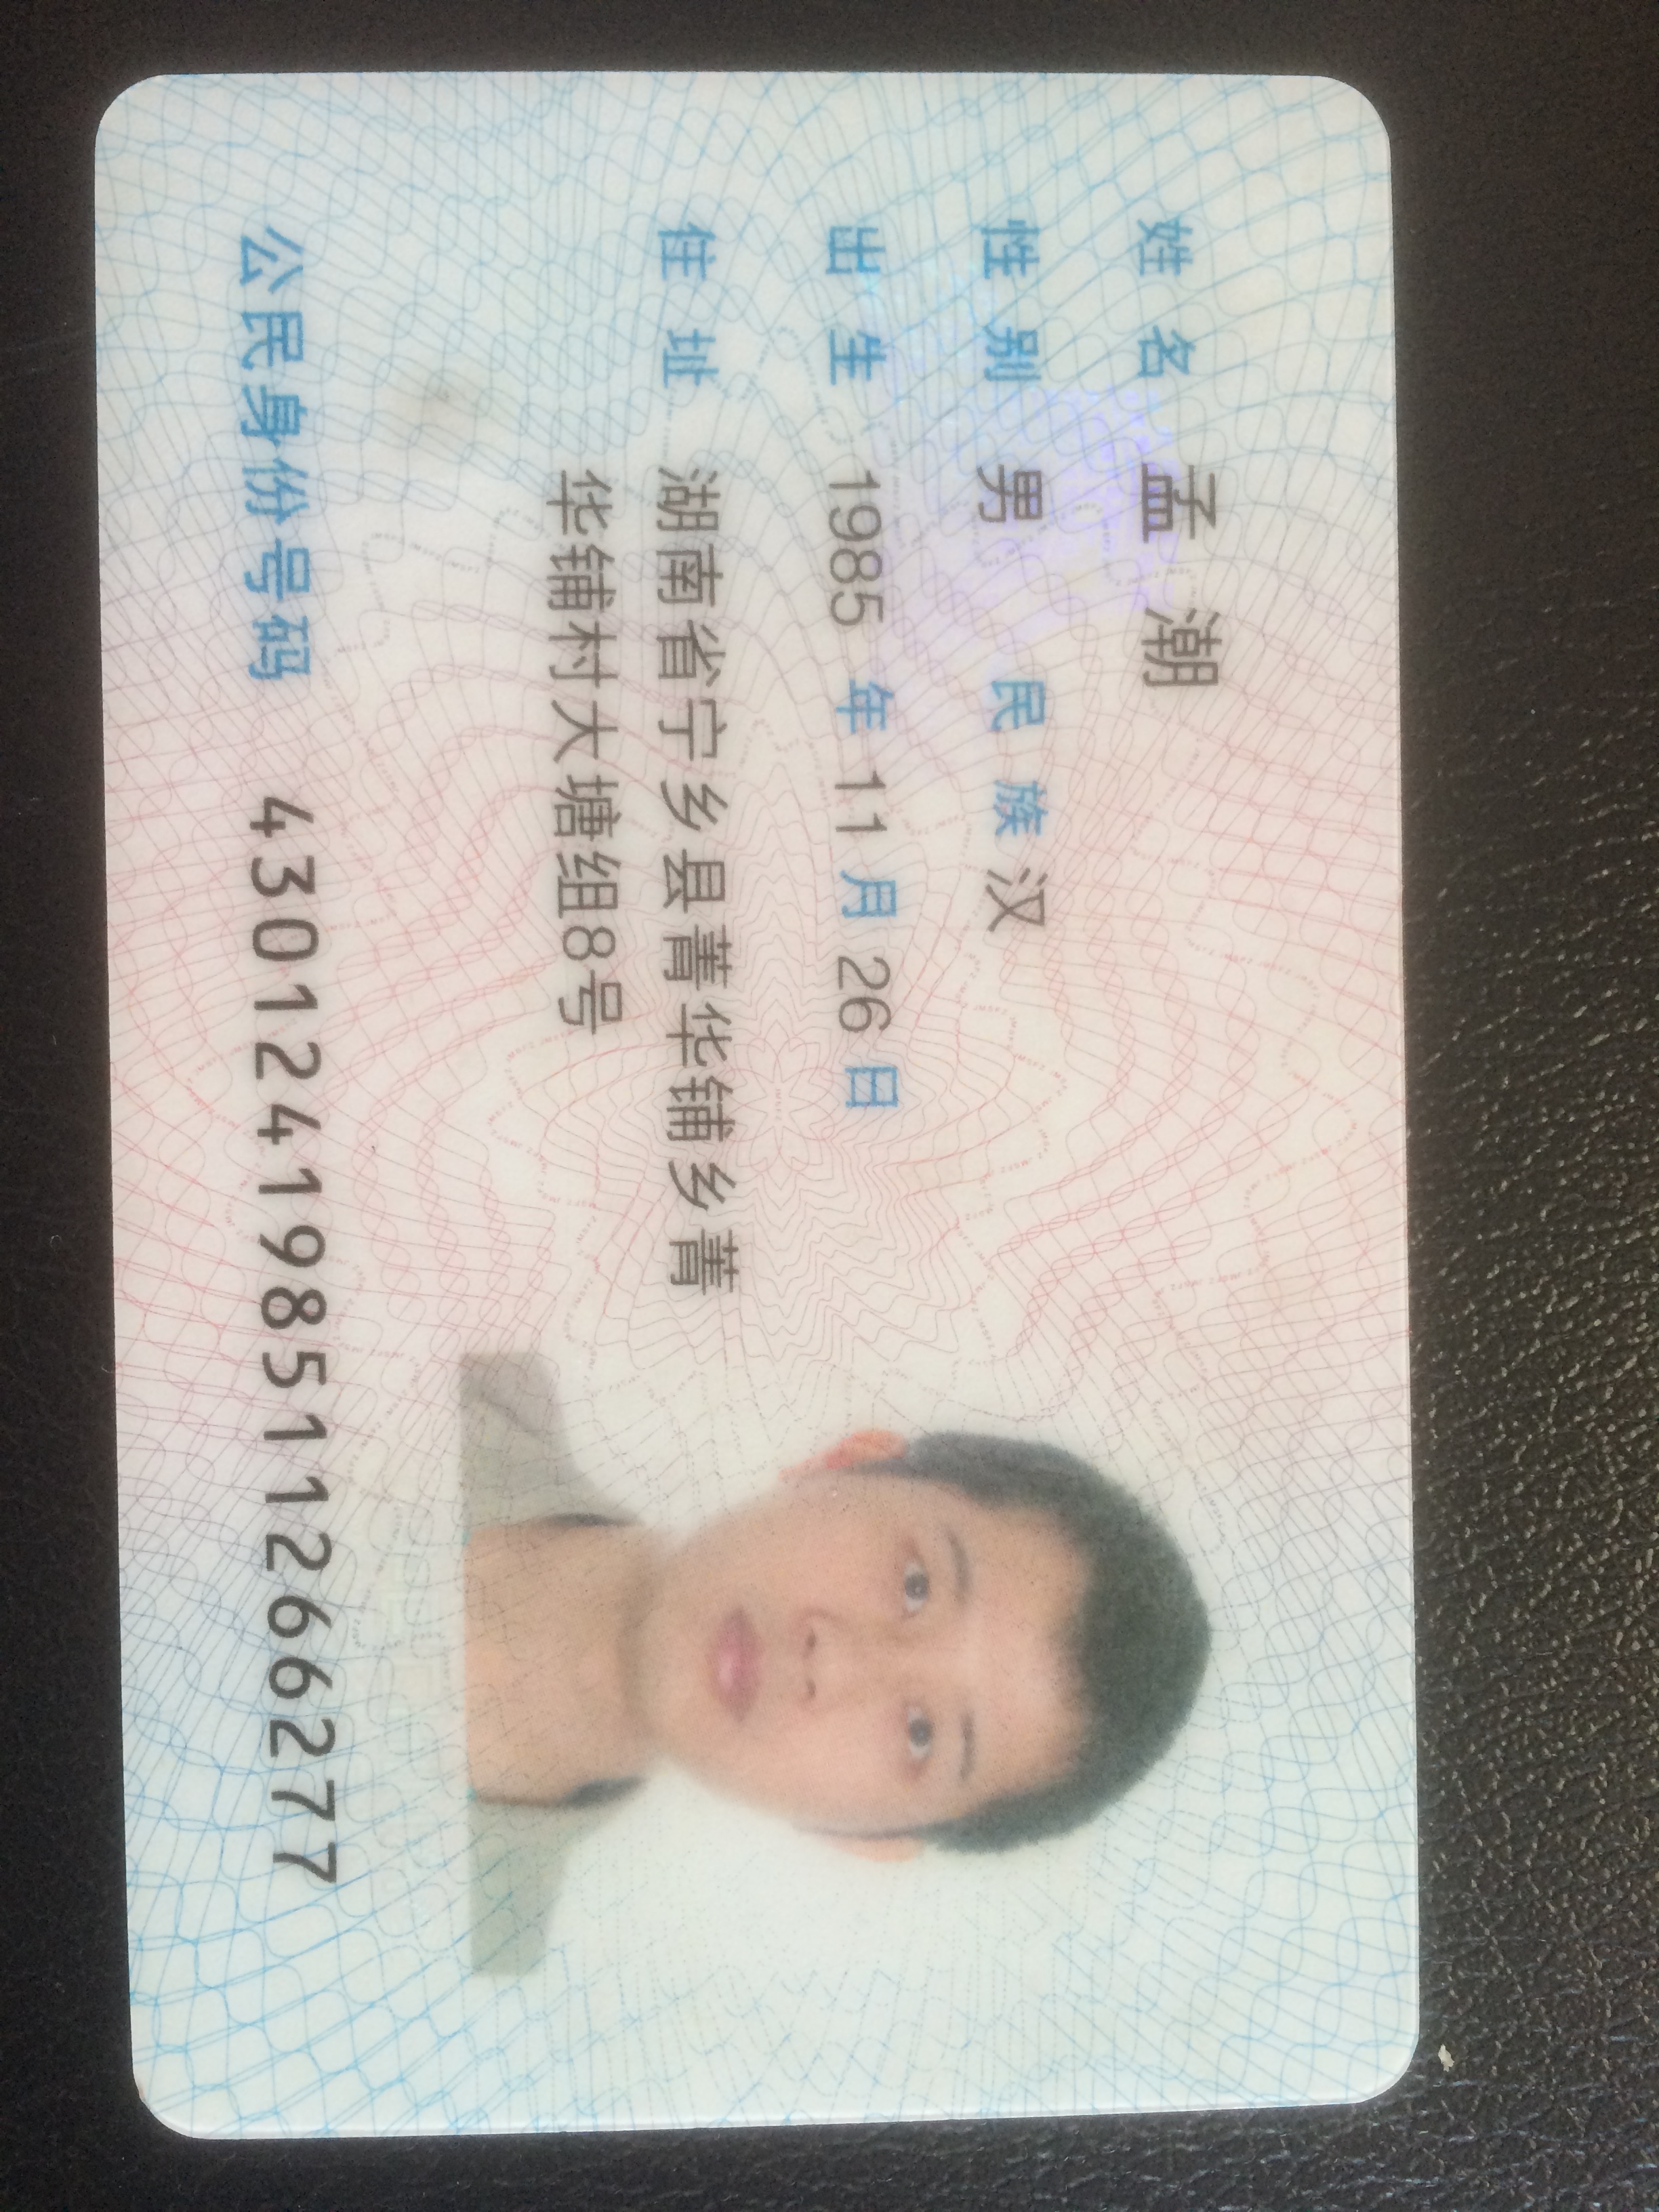 姓名 孟潮
性别 男 民族 汉
出生 1985 年 11 月 26 日
住址 湖南省宁乡县菁华铺乡菁
华铺村大塘组8号
公民身份号码 430124198511266277